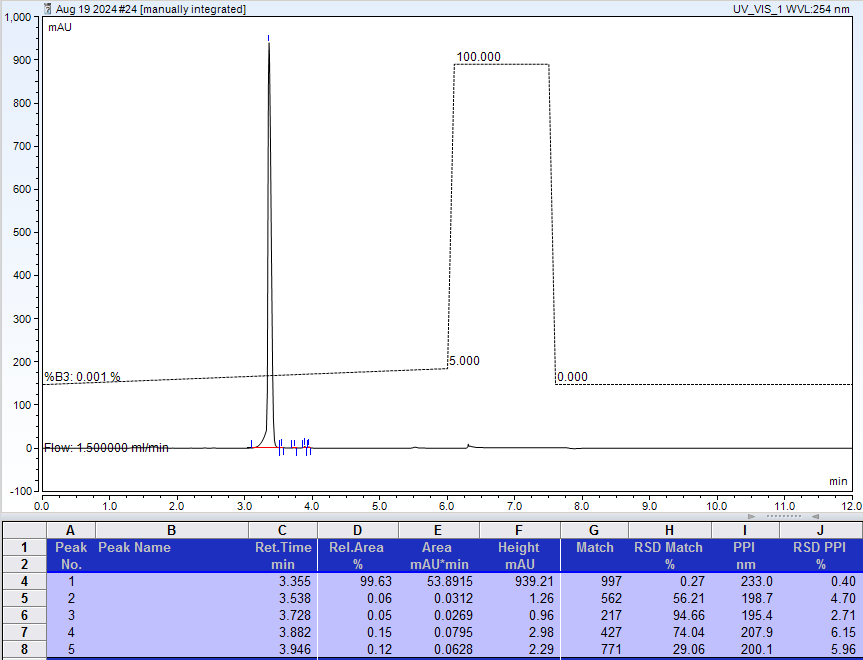 Aug 19 2024 #24 [manually integrated] UV_VIS_1 WVL:254 nm
1,000 mAU
900
800
700
600
500
400
300
200
100
0
-100
100.000
5.000
%B3: 0.001 %
0.000
Flow: 1.500000 ml/min
min
0.0 1.0 2.0 3.0 4.0 5.0 6.0 7.0 8.0 9.0 10.0 11.0 12.0
A B C D E F G H I J
1 Peak Peak Name Ret.Time Rel.Area Area Height Match RSD Match PPI RSD PPI
2 No. min % mAU*min mAU % nm %
4 1 3.355 99.63 53.8915 939.21 997 0.27 233.0 0.40
5 2 3.538 0.06 0.0312 1.26 562 56.21 198.7 4.70
6 3 3.728 0.05 0.0269 0.96 217 94.66 195.4 2.71
7 4 3.882 0.15 0.0795 2.98 427 74.04 207.9 6.15
8 5 3.946 0.12 0.0628 2.29 771 29.06 200.1 5.96